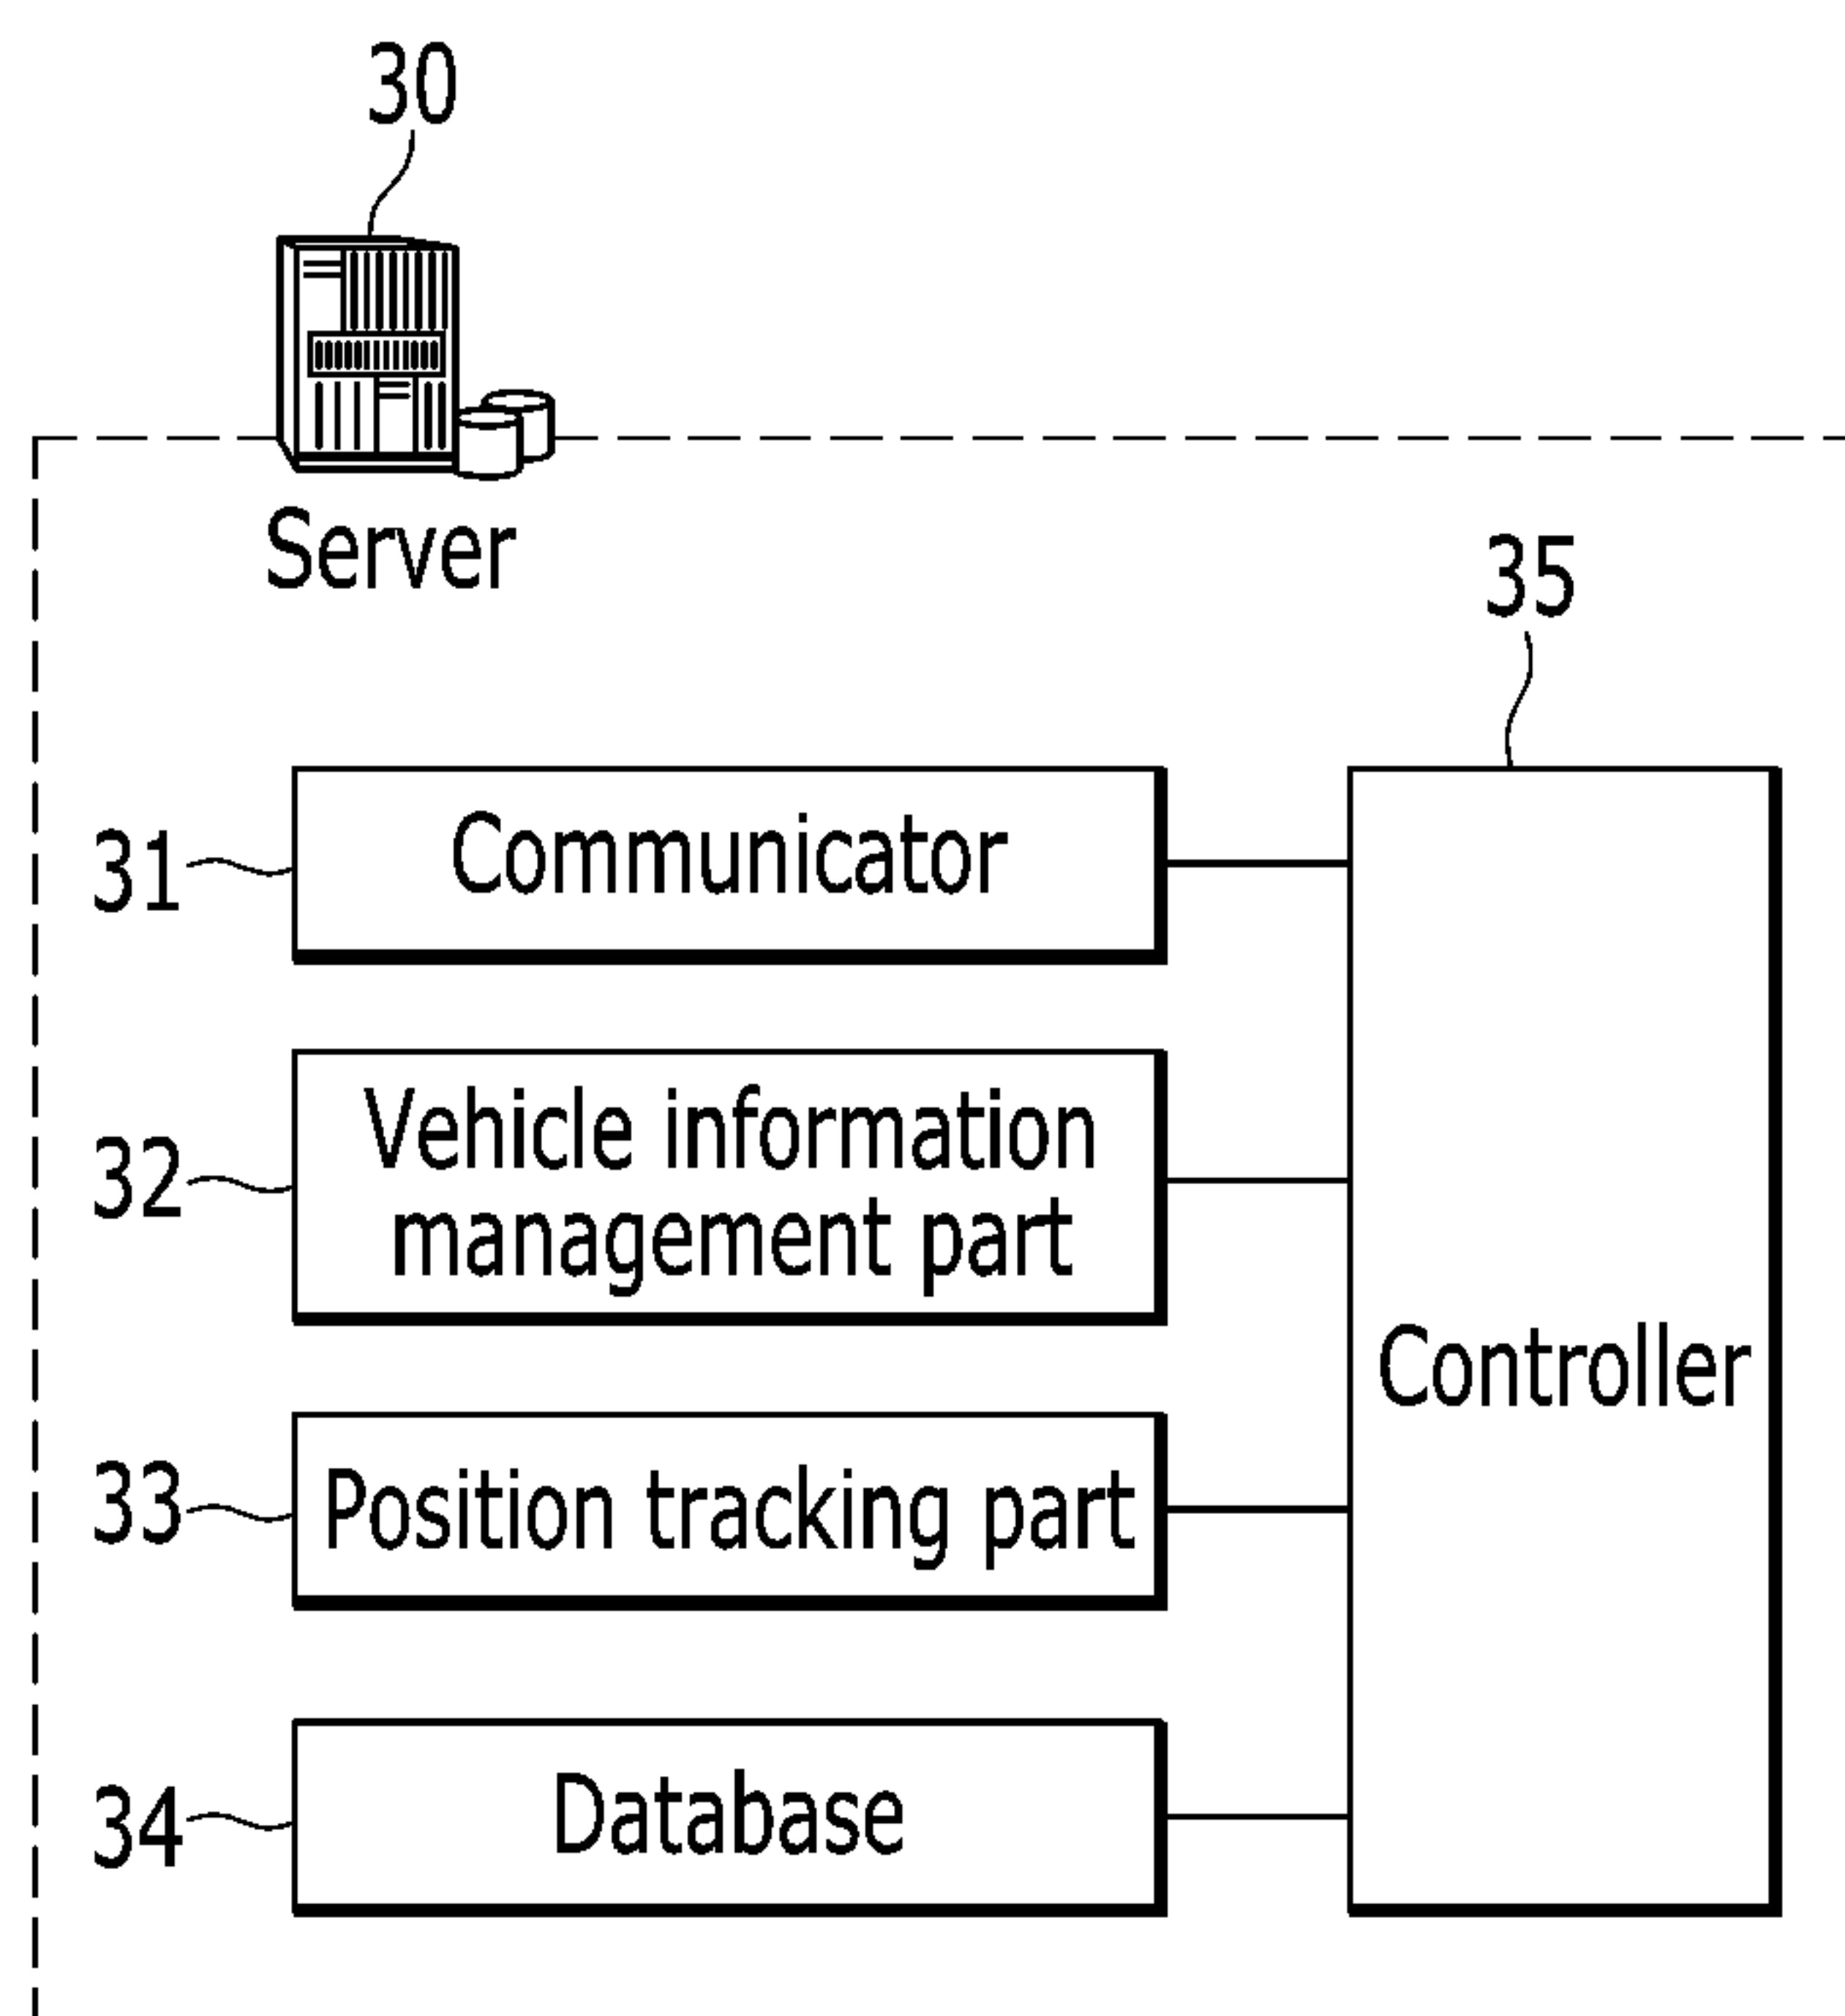 30
Server
35
31
Communicator
32
Vehicle information
management part
Controller
33
Position tracking part
34
Database